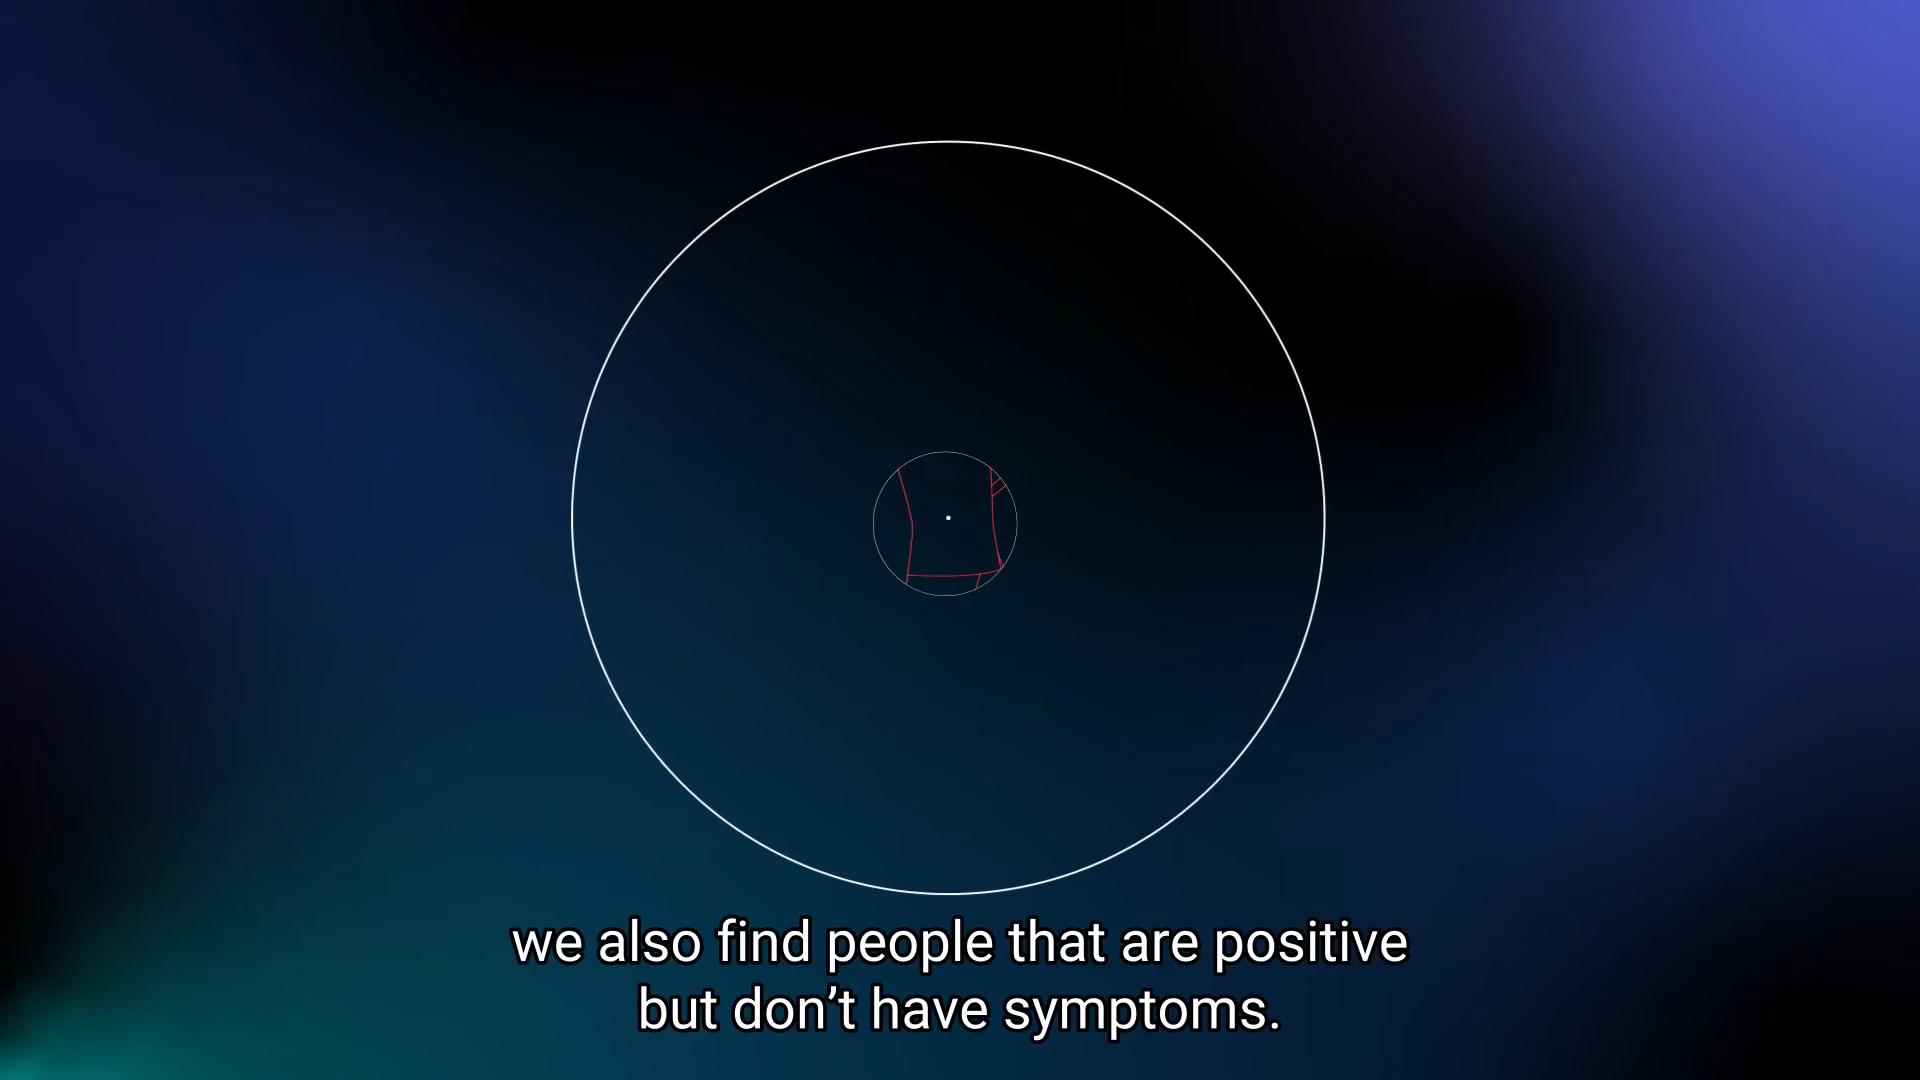 we also find people that are positive
but don’t have symptoms.